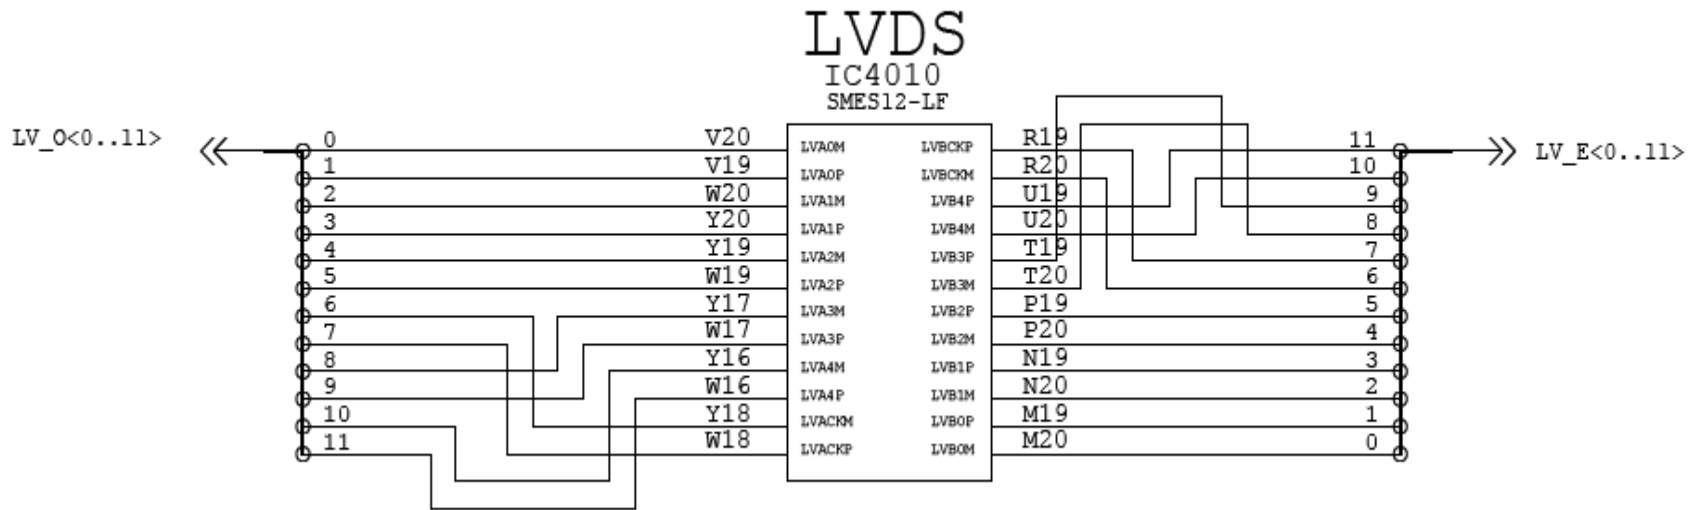 LVDS
IC4010
SMES12-LF
LV_O<0..11>
LV_E<0..11>
0 V20 LVA0M LVBCKP R19 11
1 V19 LVA0P LVBCKM R20 10
2 W20 LVA1M LVB4P U19 9
3 Y20 LVA1P LVB4M U20 8
4 Y19 LVA2M LVB3P T19 7
5 W19 LVA2P LVB3M T20 6
6 Y17 LVA3M LVB2P P19 5
7 W17 LVA3P LVB2M P20 4
8 Y16 LVA4M LVB1P N19 3
9 W16 LVA4P LVB1M N20 2
10 Y18 LVACKM LVB0P M19 1
11 W18 LVACKP LVB0M M20 0